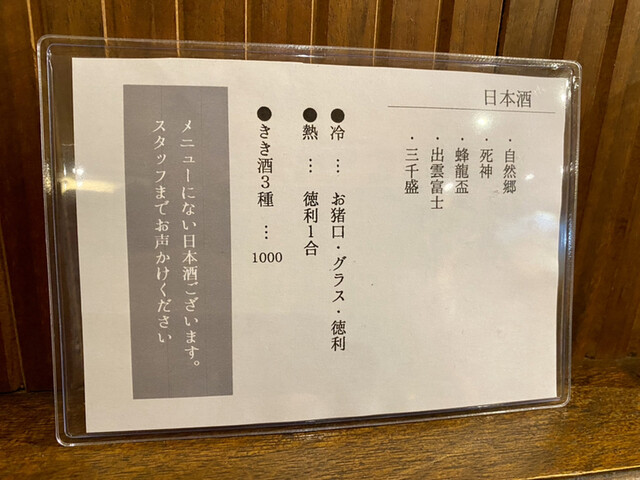 日本酒
・自然郷
・死神
・蜂龍盃
・出雲富士
・三千盛
●冷 … お猪口・グラス・徳利
●熱 … 徳利1合
●きき酒3種 … 1000
メニューにない日本酒ございます。
スタッフまでお声かけください